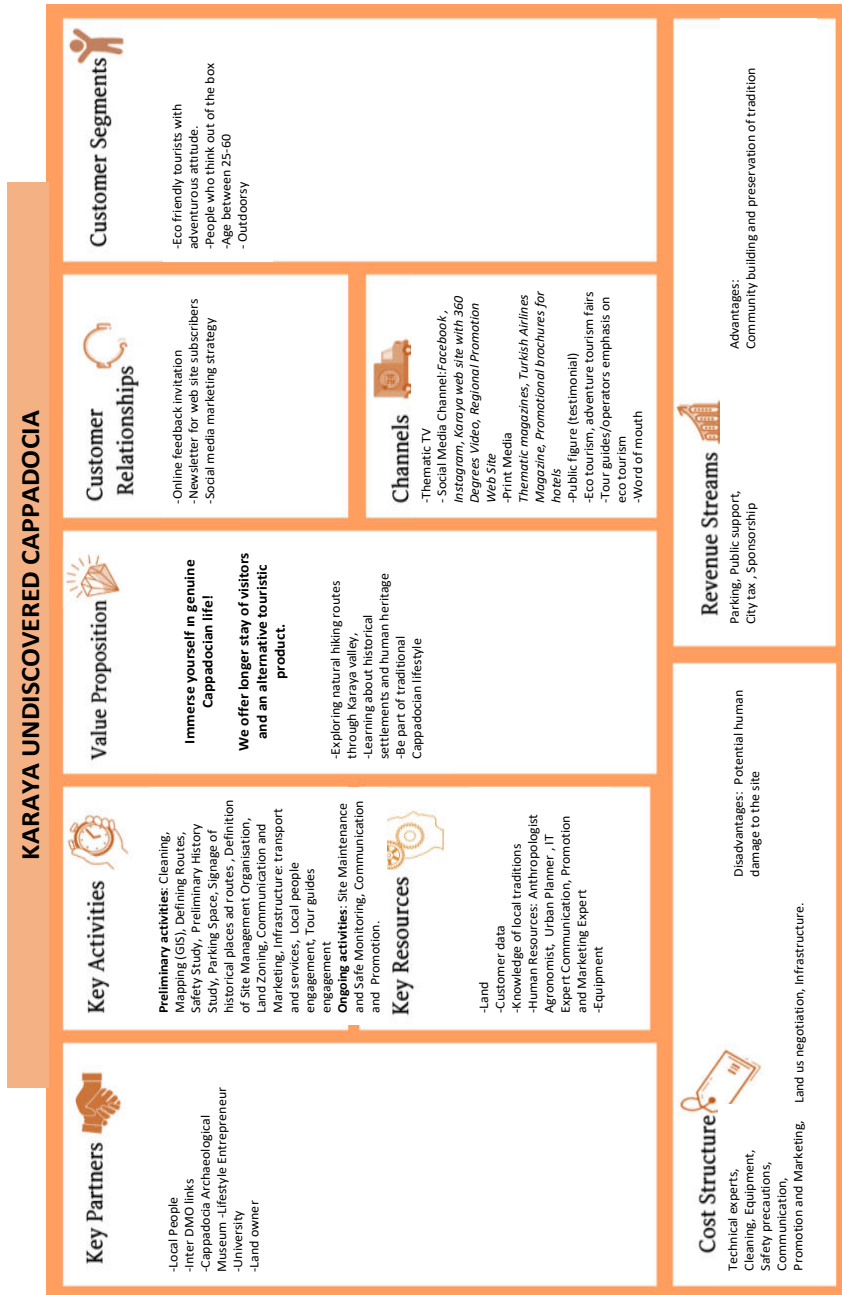 KARAYA UNDISCOVERED CAPPADOCIA
Key Partners
-Local People
-Inter DMO links
-Cappadocia Archaeological
Museum -Lifestyle Entrepreneur
-University
-Land owner
Key Activities
Preliminary activities: Cleaning,
Mapping (GIS), Defining Routes,
Safety Study, Preliminary History
Study, Parking Space, Signage of
historical places ad routes , Definition
of Site Management Organisation,
Land Zoning, Communication and
Marketing, Infrastructure: transport
and services, Local people
engagement, Tour guides
engagement
Ongoing activities: Site Maintenance
and Safe Monitoring, Communication
and Promotion.
Key Resources
-Land
-Customer data
-Knowledge of local traditions
-Human Resources: Anthropologist
Agronomist, Urban Planner , IT
Expert Communication, Promotion
and Marketing Expert
-Equipment
Value Proposition
Immerse yourself in genuine
Cappadocian life!
We offer longer stay of visitors
and an alternative touristic
product.
-Exploring natural hiking routes
through Karaya valley,
-Learning about historical
settlements and human heritage
-Be part of traditional
Cappadocian lifestyle
Customer
Relationships
-Online feedback invitation
-Newsletter for web site subscribers
-Social media marketing strategy
Channels
-Thematic TV
- Social Media Channel:Facebook ,
Instagram, Karaya web site with 360
Degrees Video, Regional Promotion
Web Site
-Print Media
Thematic magazines, Turkish Airlines
Magazine, Promotional brochures for
hotels
-Public figure (testimonial)
-Eco tourism, adventure tourism fairs
-Tour guides/operators emphasis on
eco tourism
-Word of mouth
Customer Segments
-Eco friendly tourists with
adventurous attitude.
-People who think out of the box
-Age between 25-60
- Outdoorsy
Cost Structure
Technical experts,
Cleaning, Equipment,
Safety precautions,
Communication,
Promotion and Marketing, Land us negotiation, Infrastructure.
Disadvantages: Potential human
damage to the site
Revenue Streams
Parking, Public support,
City tax , Sponsorship
Advantages:
Community building and preservation of tradition